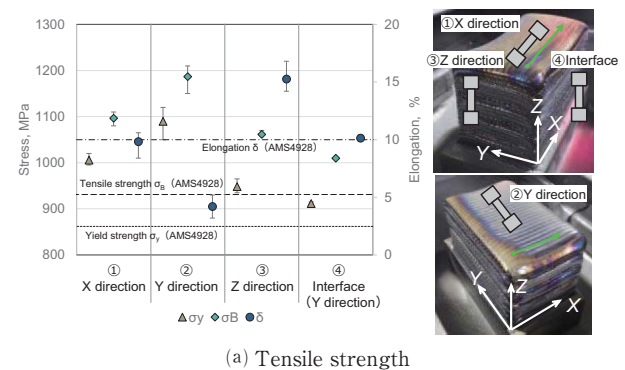 1300
1200
1100
1000
900
800
Stress, MPa
20
15
10
5
0
Elongation, %
Elongation δ (AMS4928)
Tensile strength σB (AMS4928)
Yield strength σy (AMS4928)
①
X direction
②
Y direction
③
Z direction
④
Interface
(Y direction)
σy σB δ
①X direction
③Z direction ④Interface
Z
X
Y
②Y direction
Y
Z
X
(a) Tensile strength